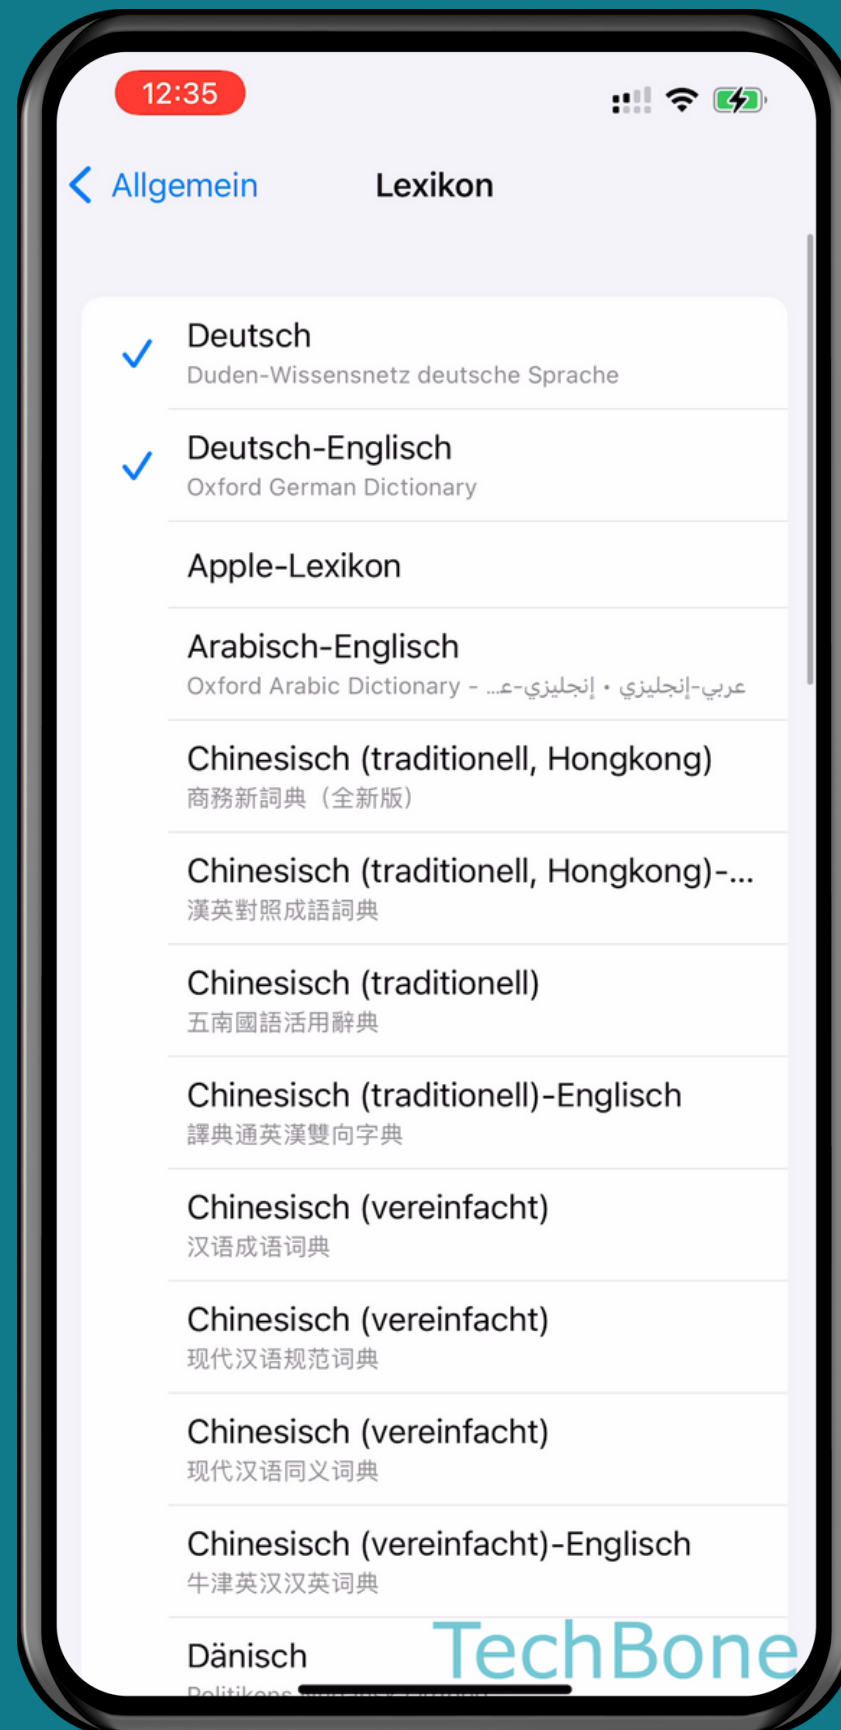 12:35
Allgemein
Lexikon
Deutsch
Duden-Wissensnetz deutsche Sprache
Deutsch-Englisch
Oxford German Dictionary
Apple-Lexikon
Arabisch-Englisch
Oxford Arabic Dictionary - عربي-إنجليزي • إنجليزي-عـ...
Chinesisch (traditionell, Hongkong)
商務新詞典（全新版）
Chinesisch (traditionell, Hongkong)-...
漢英對照成語詞典
Chinesisch (traditionell)
五南國語活用辭典
Chinesisch (traditionell)-Englisch
譯典通英漢雙向字典
Chinesisch (vereinfacht)
汉语成语词典
Chinesisch (vereinfacht)
现代汉语规范词典
Chinesisch (vereinfacht)
现代汉语同义词典
Chinesisch (vereinfacht)-Englisch
牛津英汉汉英词典
Dänisch
Politikens
TechBone